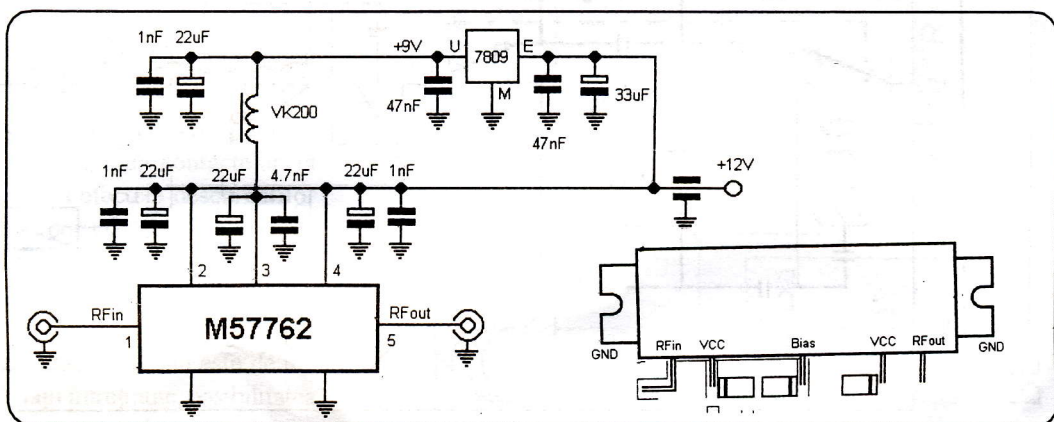 1nF 22uF
+9V U 7809 E
M
47nF
47nF
33uF
VK200
1nF 22uF 22uF 4.7nF 22uF 1nF
+12V
2 3 4
RFin
1
M57762
RFout
5
GND
RFin VCC Bias VCC RFout
GND